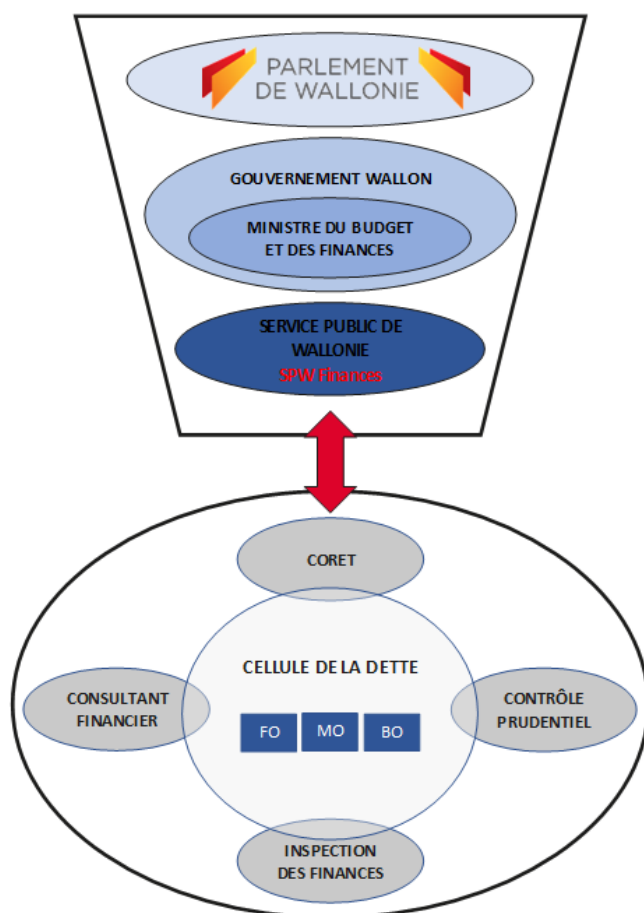 PARLEMENT
DE WALLONIE
GOUVERNEMENT WALLON
MINISTRE DU BUDGET
ET DES FINANCES
SERVICE PUBLIC DE
WALLONIE
SPW Finances
CORET
CELLULE DE LA DETTE
CONSULTANT
FINANCIER
CONTRÔLE
PRUDENTIEL
FO MO BO
INSPECTION
DES FINANCES